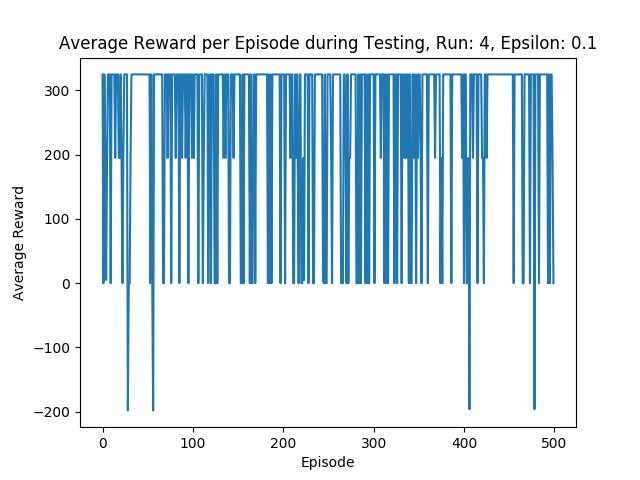 Average Reward per Episode during Testing, Run: 4, Epsilon: 0.1
300
200
100
0
−100
−200
Average Reward
0 100 200 300 400 500
Episode